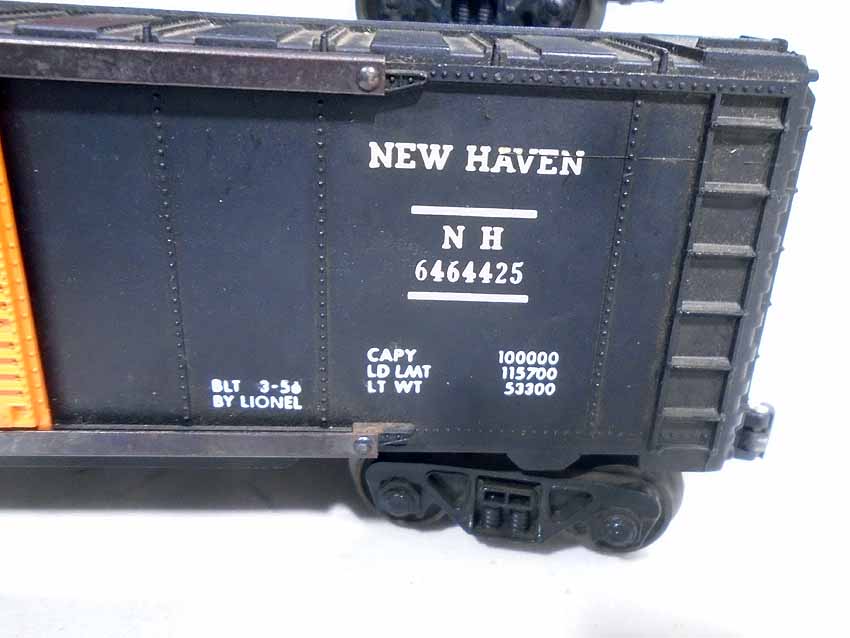 NEW HAVEN
N H
6464425
CAPY 100000
LD LMT 115700
LT WT 53300
BLT 3-56
BY LIONEL